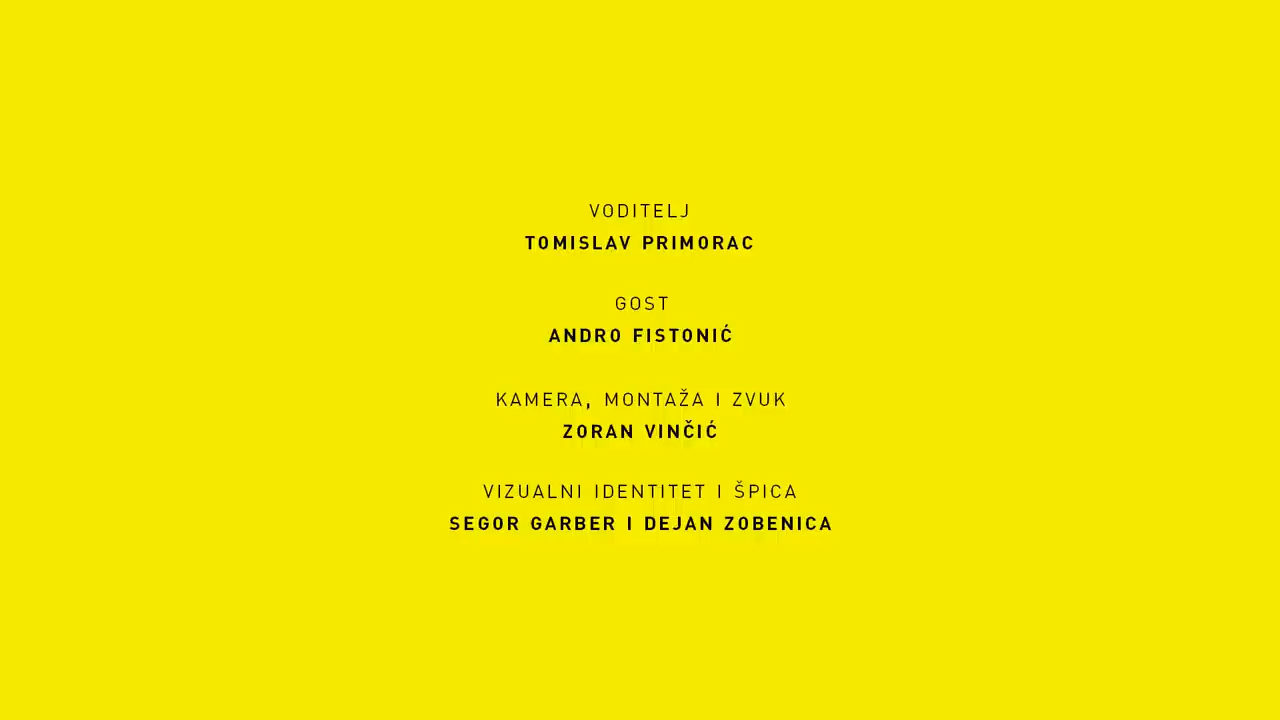 VODITELJ
TOMISLAV PRIMORAC
GOST
ANDRO FISTONIĆ
KAMERA, MONTAŽA I ZVUK
ZORAN VINČIĆ
VIZUALNI IDENTITET I ŠPICA
SEGOR GARBER I DEJAN ZOBENICA